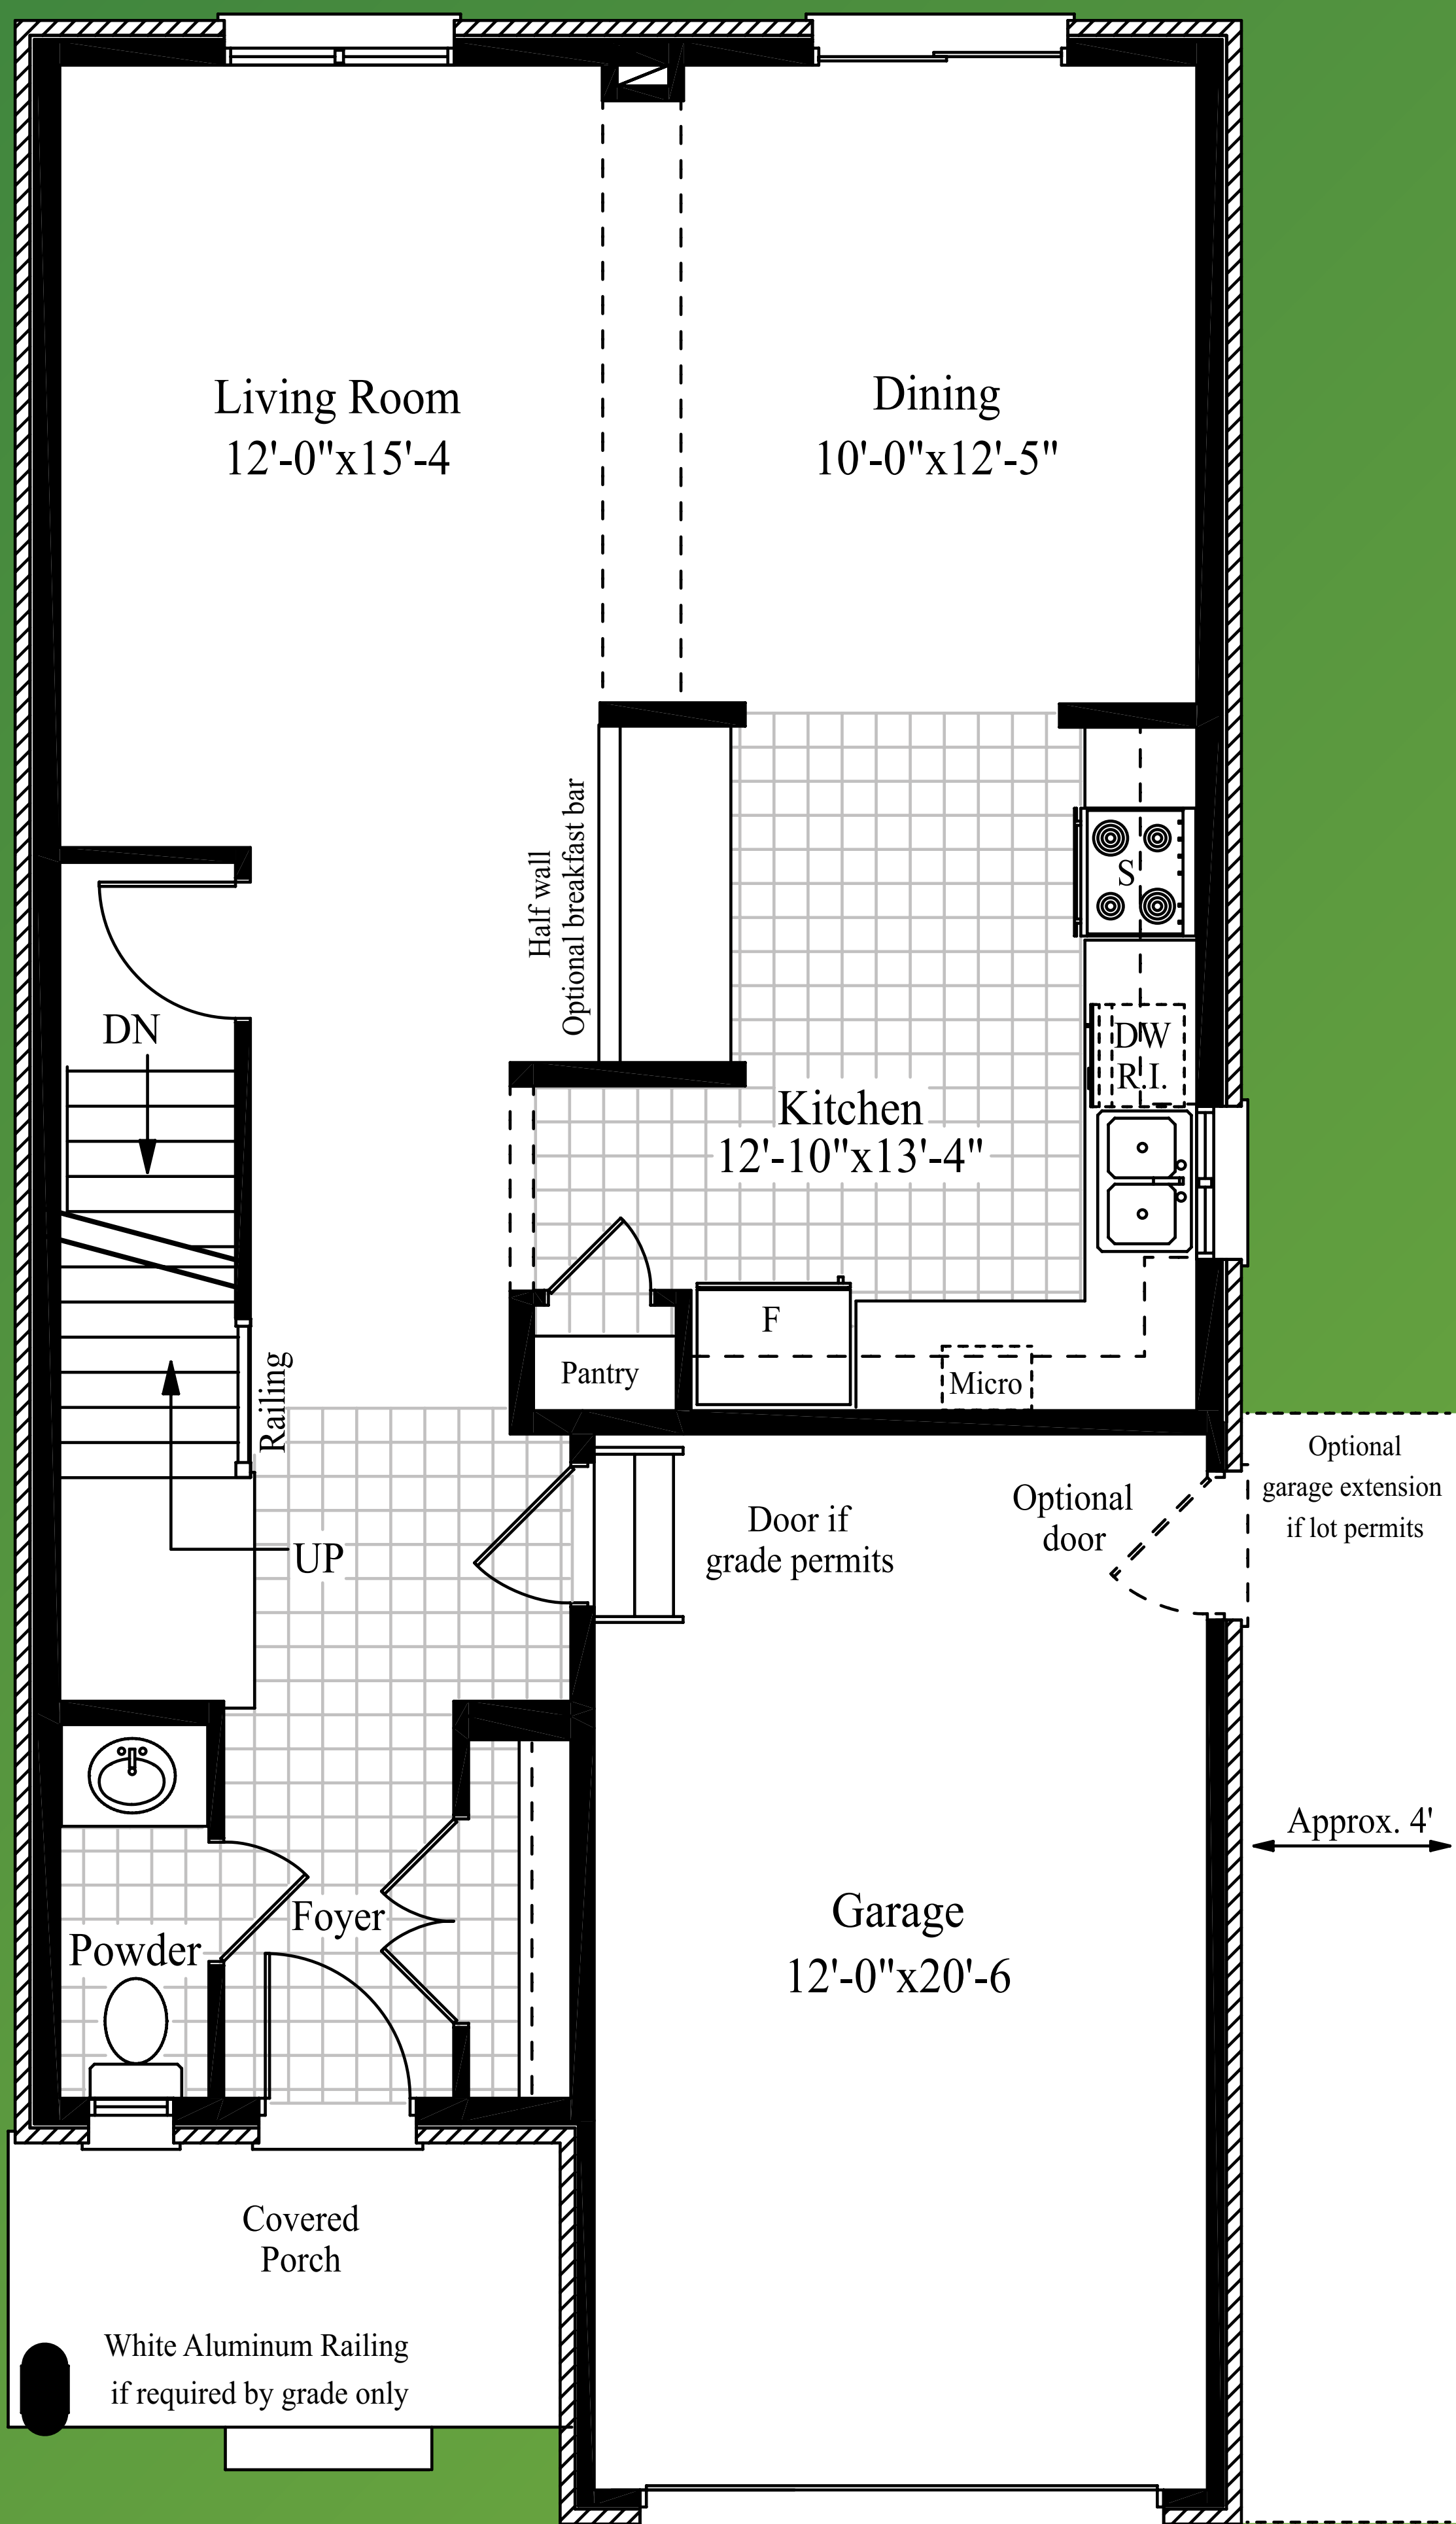 Living Room
12'-0"x15'-4
Dining
10'-0"x12'-5"
Half wall
Optional breakfast bar
S
DN
DW
R.I.
Kitchen
12'-10"x13'-4"
F
Pantry
Micro
Railing
Optional
garage extension
if lot permits
Optional
door
Door if
grade permits
UP
Approx. 4'
Foyer
Powder
Garage
12'-0"x20'-6
Covered
Porch
White Aluminum Railing
if required by grade only